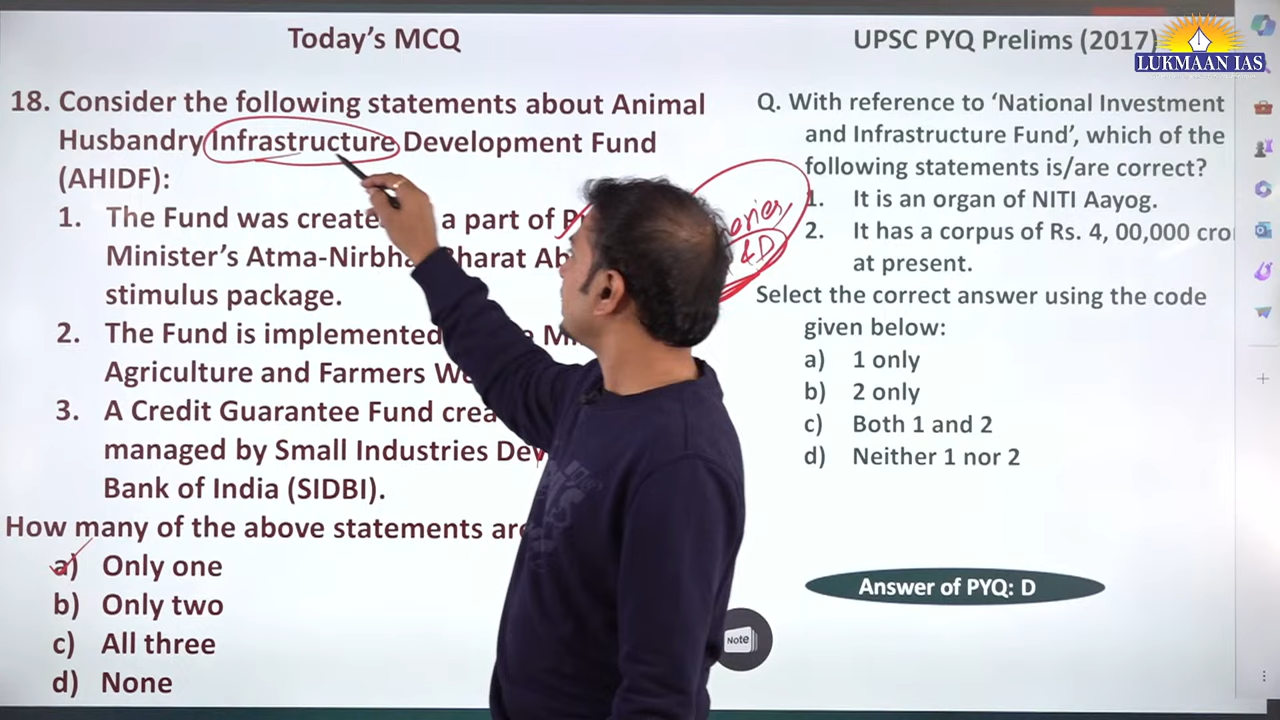 Today's MCQ
18. Consider the following statements about Animal
Husbandry Infrastructure Development Fund
(AHIDF):
1. The Fund was create a part of
Minister's Atma-Nirbha Bharat Ab
stimulus package.
2. The Fund is implemented
Agriculture and Farmers We
3. A Credit Guarantee Fund crea
managed by Small Industries Dev
Bank of India (SIDBI).
How many of the above statements are
a) Only one
b) Only two
c) All three
d) None
UPSC PYQ Prelims (2017)
LUKMAAN IAS
Q. With reference to ‘National Investment
and Infrastructure Fund’, which of the
following statements is/are correct?
1. It is an organ of NITI Aayog.
2. It has a corpus of Rs. 4, 00,000 cro
at present.
Select the correct answer using the code
given below:
a) 1 only
b) 2 only
c) Both 1 and 2
d) Neither 1 nor 2
Answer of PYQ: D
Note
&D